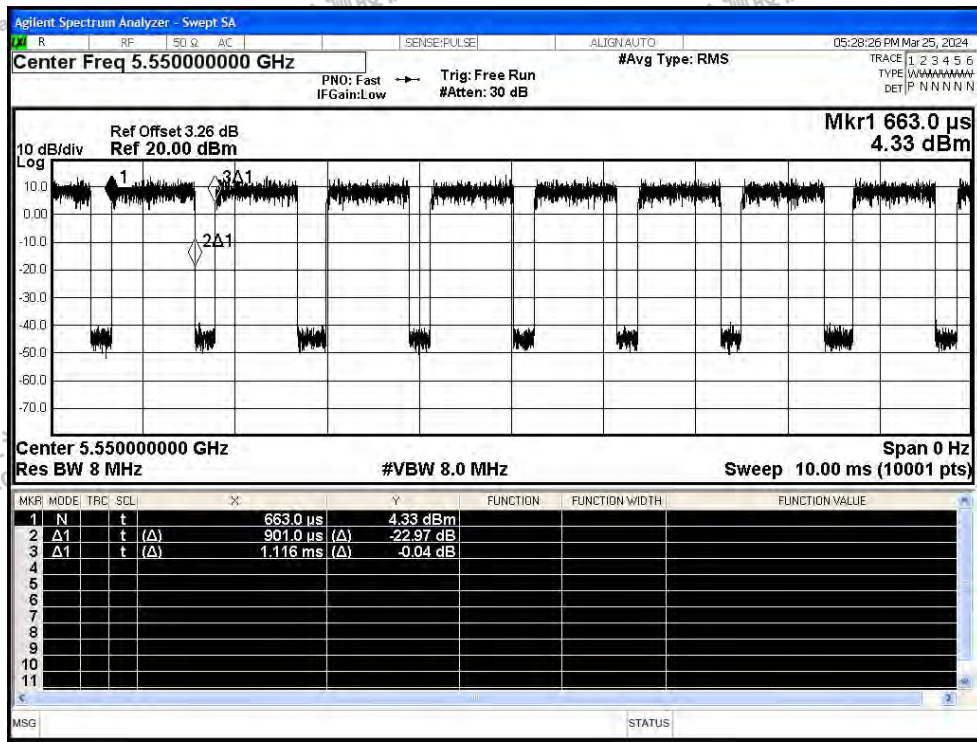 Agilent Spectrum Analyzer - Swept SA
R RF 50 Ω AC SENSE:PULSE ALIGN AUTO 05:28:26 PM Mar 25, 2024
Center Freq 5.550000000 GHz #Avg Type: RMS TRACE 1 2 3 4 5 6
PNO: Fast Trig: Free Run TYPE WWWWWW
IFGain:Low #Atten: 30 dB DET P N N N N N
Mkr1 663.0 µs
Ref Offset 3.26 dB
10 dB/div Ref 20.00 dBm 4.33 dBm
Log
1 3Δ1
10.0
0.00
2Δ1
-10.0
-20.0
-30.0
-40.0
-50.0
-60.0
-70.0
Center 5.550000000 GHz Span 0 Hz
Res BW 8 MHz #VBW 8.0 MHz Sweep 10.00 ms (10001 pts)
MKR MODE TRC SCL X Y FUNCTION FUNCTION WIDTH FUNCTION VALUE
1 N t 663.0 µs 4.33 dBm
2 Δ1 t (Δ) 901.0 µs (Δ) -22.97 dB
3 Δ1 t (Δ) 1.116 ms (Δ) -0.04 dB
4
5
6
7
8
9
10
11
MSG STATUS